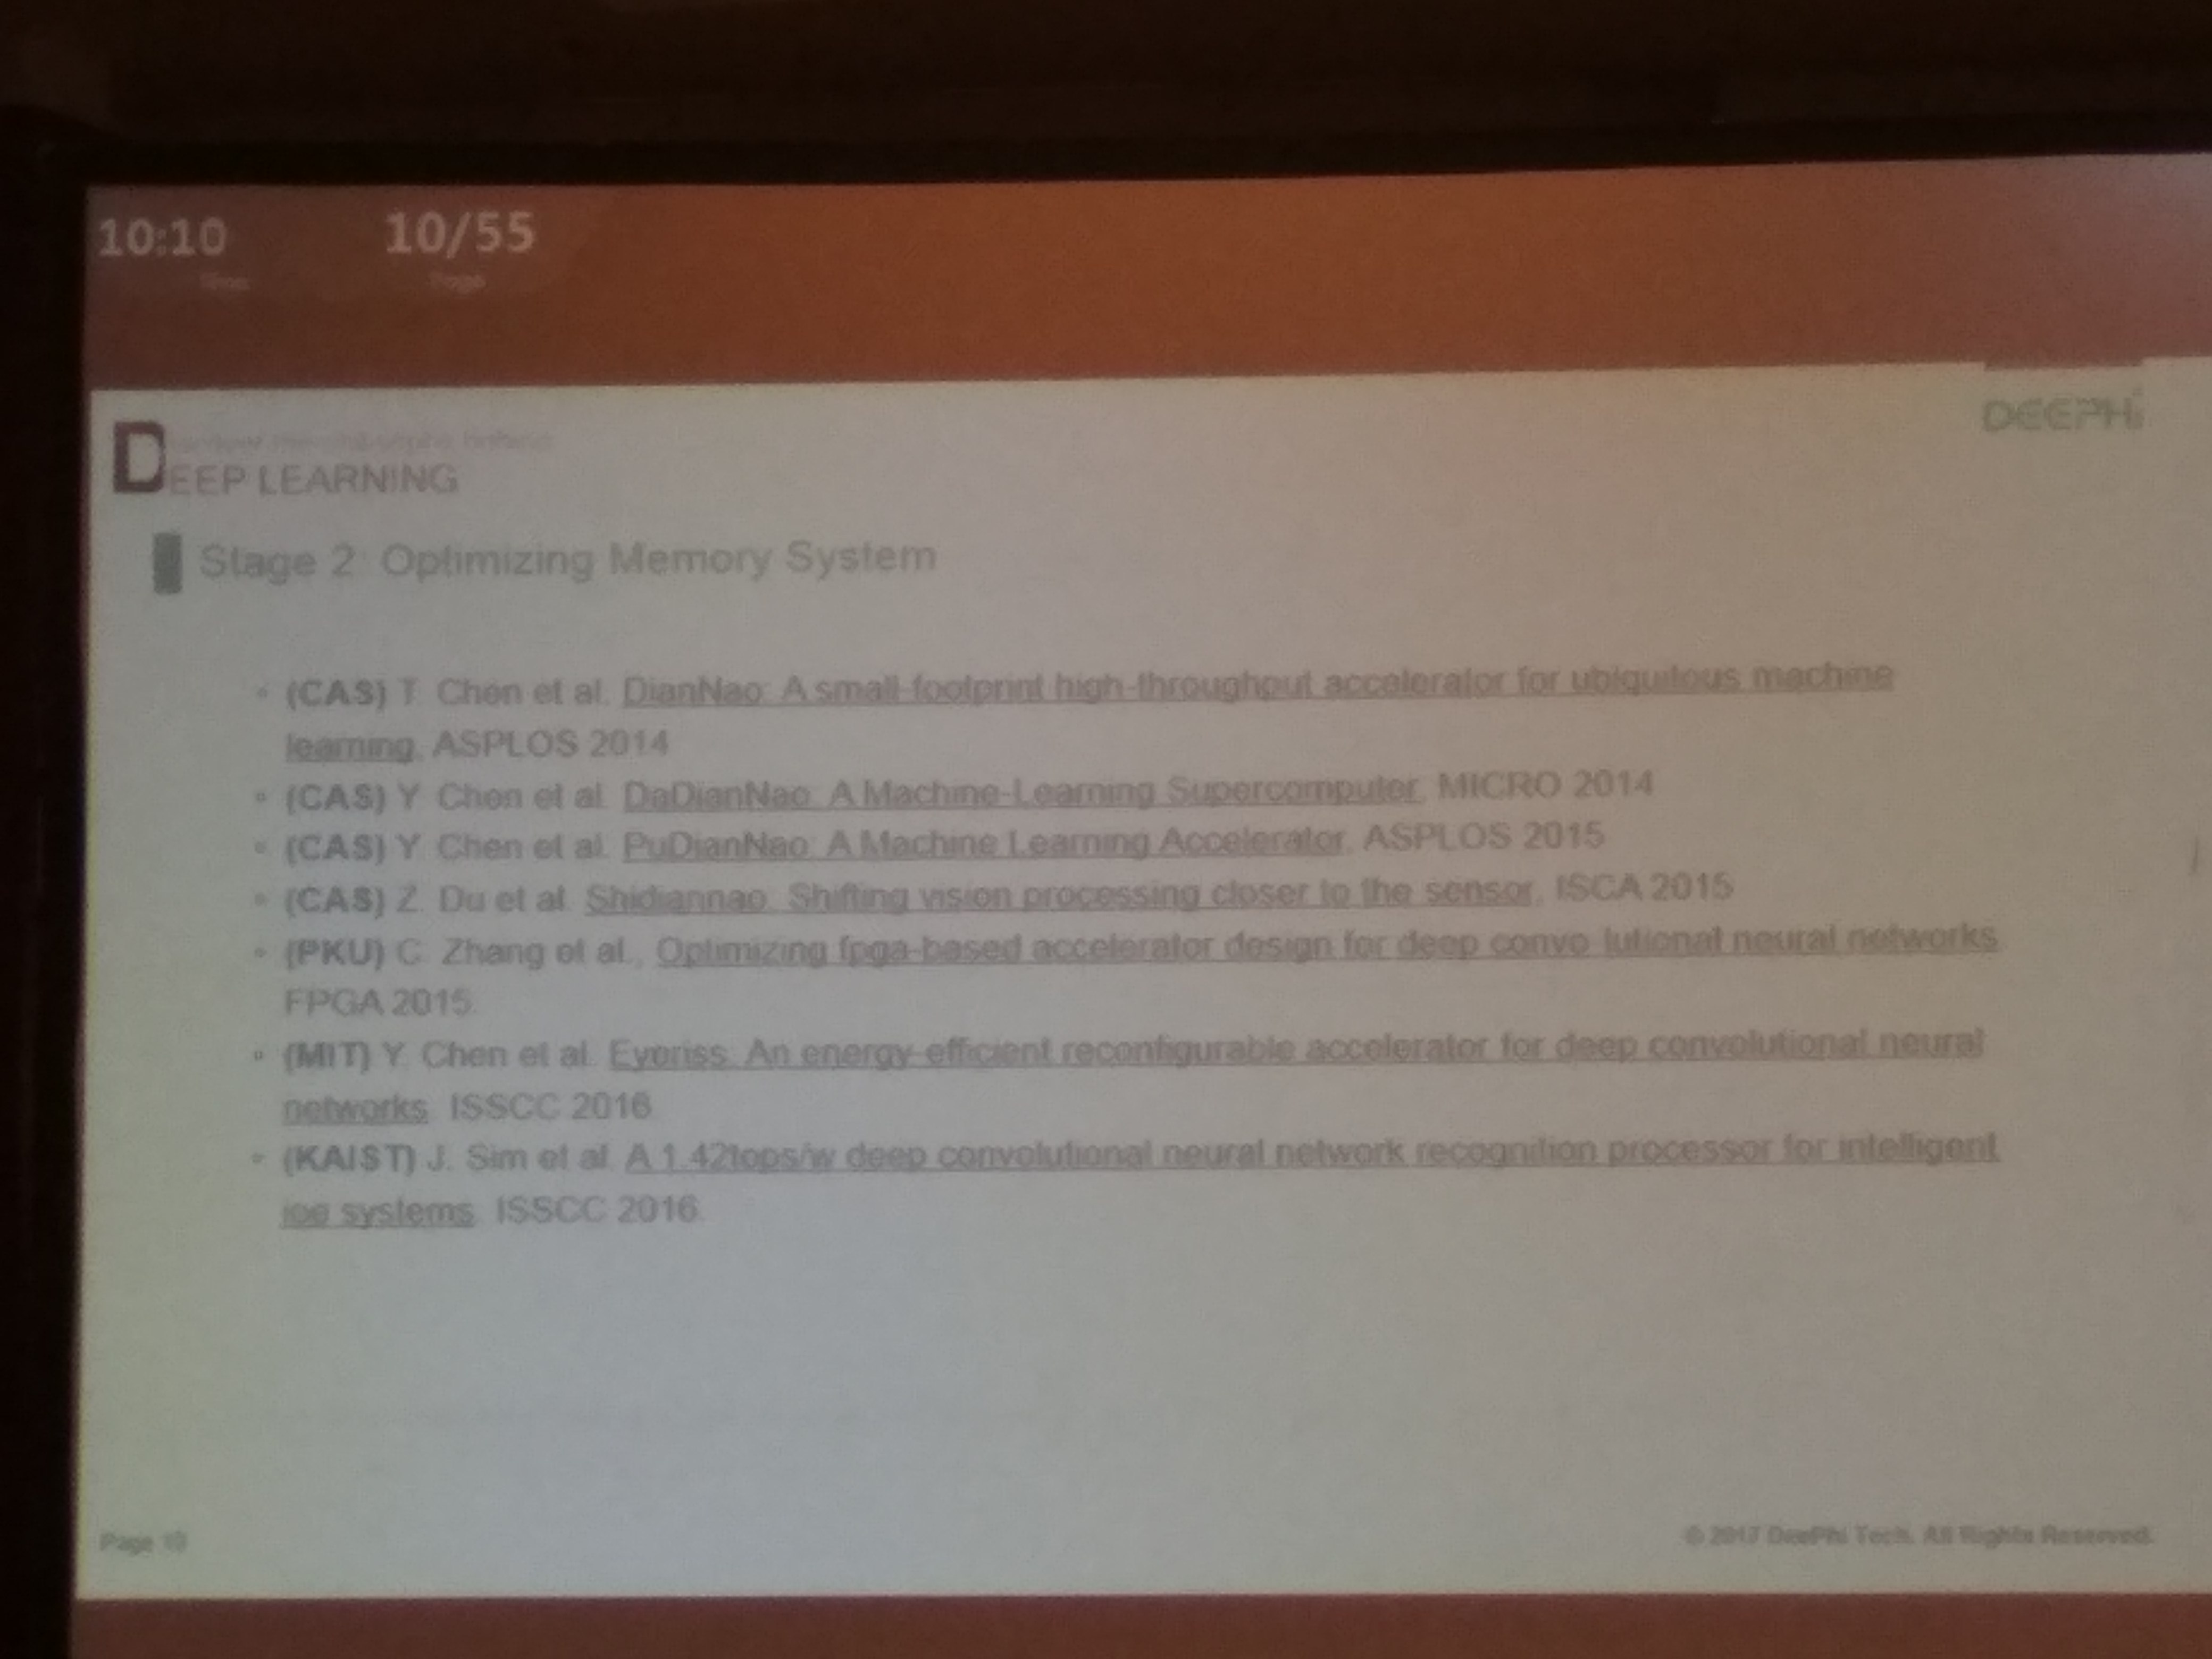 10:10 10/55
Time Page
DEEPHi
behind
DEEP LEARNING
Stage 2: Optimizing Memory System
• (CAS) T. Chen et al. DianNao: A small-footprint high-throughput accelerator for ubiquitous machine
learning. ASPLOS 2014
• (CAS) Y. Chen et al. DaDianNao: A Machine-Learning Supercomputer. MICRO 2014
• (CAS) Y. Chen et al. PuDianNao: A Machine Learning Accelerator. ASPLOS 2015
• (CAS) Z. Du et al. Shidiannao: Shifting vision processing closer to the sensor. ISCA 2015
• (PKU) C. Zhang et al., Optimizing fpga-based accelerator design for deep convo lutional neural networks
FPGA 2015.
• (MIT) Y. Chen et al. Eyeriss: An energy-efficient reconfigurable accelerator for deep convolutional neural
networks. ISSCC 2016
• (KAIST) J. Sim et al. A 1.42tops/w deep convolutional neural network recognition processor for intelligent
ioe systems. ISSCC 2016.
Page 10
© 2017 DeePhi Tech. All Rights Reserved.